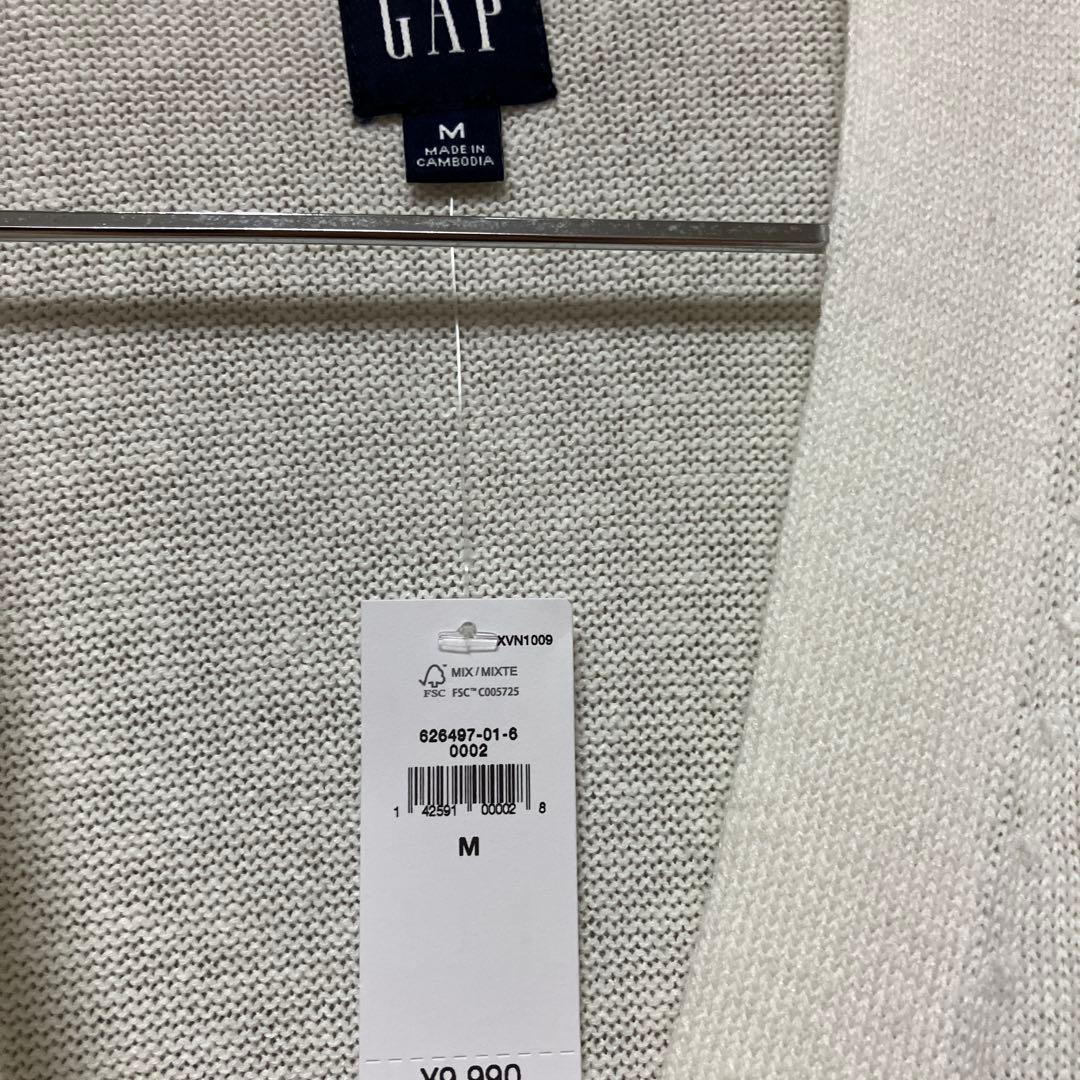 GAP
M
MADE IN
CAMBODIA
XVN1009
MIX / MIXTE
FSC FSC™ C005725
626497-01-6
0002
1 42591 00002 8
M
¥9,990